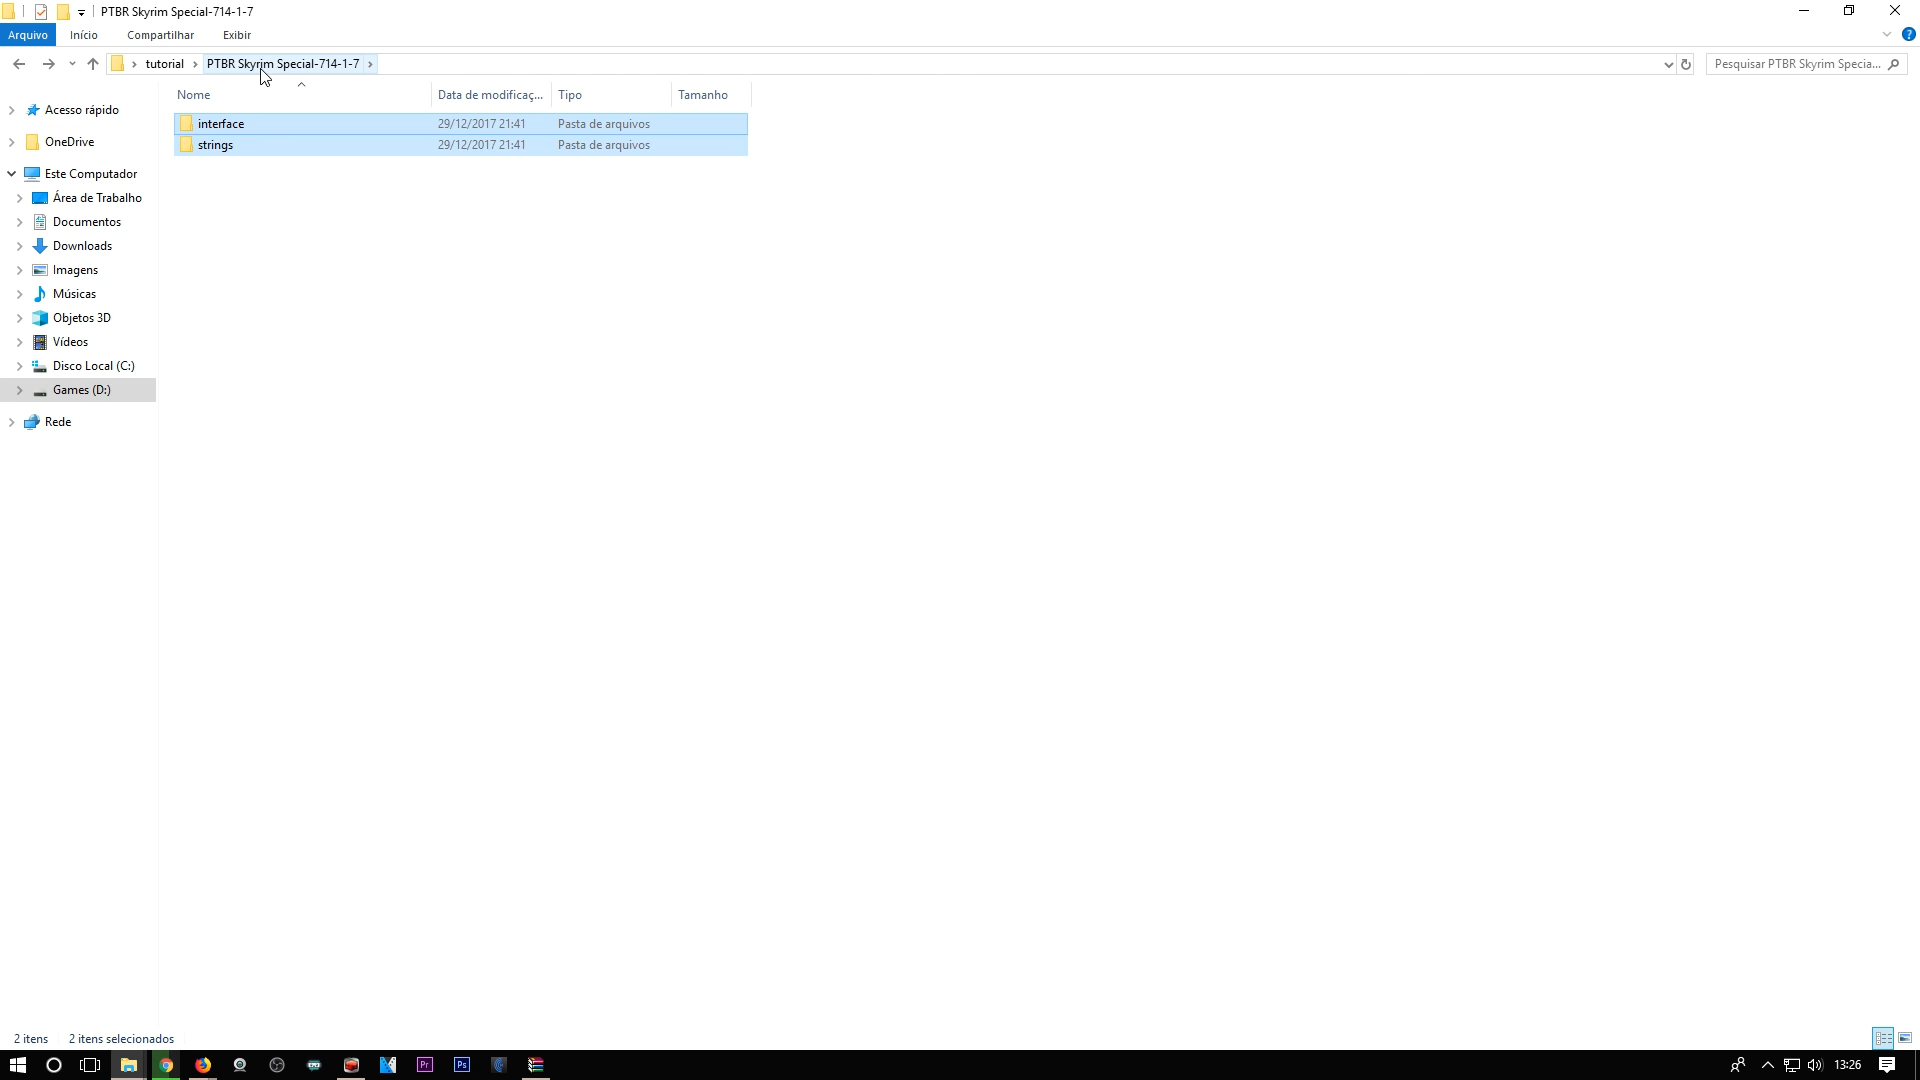 PTBR Skyrim Special-714-1-7
Arquivo Início Compartilhar Exibir
tutorial PTBR Skyrim Special-714-1-7 Pesquisar PTBR Skyrim Specia...
Nome Data de modificaç... Tipo Tamanho
interface 29/12/2017 21:41 Pasta de arquivos
strings 29/12/2017 21:41 Pasta de arquivos
Acesso rápido
OneDrive
Este Computador
Área de Trabalho
Documentos
Downloads
Imagens
Músicas
Objetos 3D
Vídeos
Disco Local (C:)
Games (D:)
Rede
2 itens 2 itens selecionados
Pr Ps 13:26